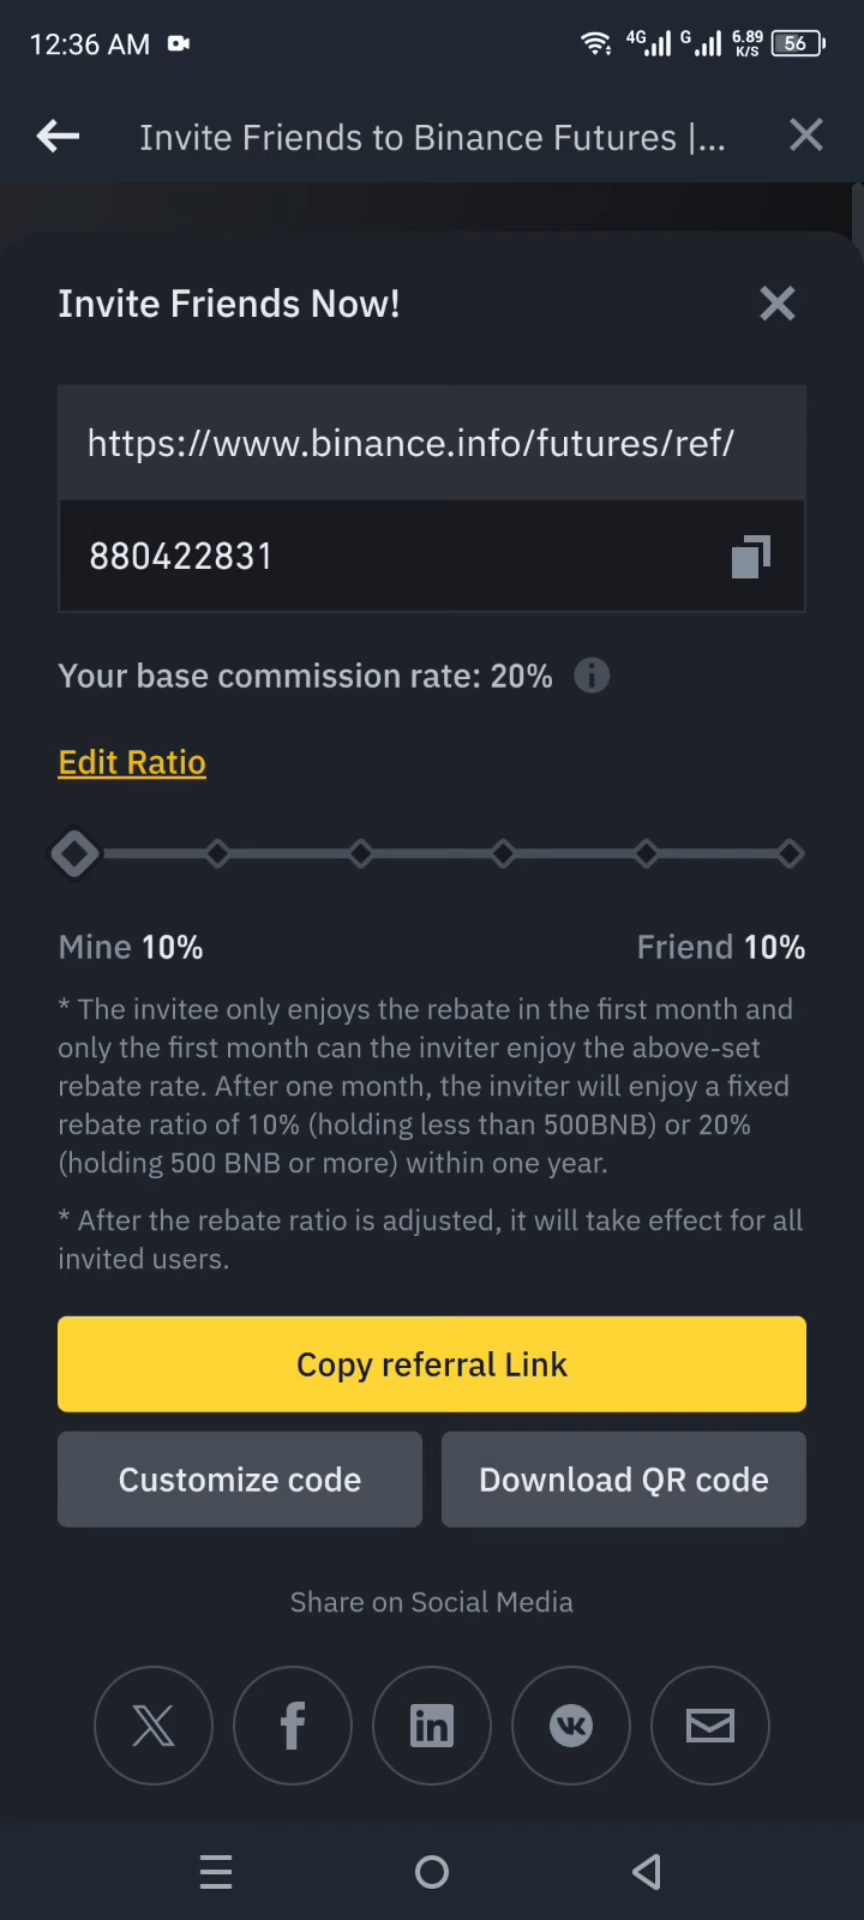 12:36 AM
4G G 6.89 K/S 56
Invite Friends to Binance Futures |...
Invite Friends Now!
https://www.binance.info/futures/ref/
880422831
Your base commission rate: 20%
Edit Ratio
Mine 10% Friend 10%
* The invitee only enjoys the rebate in the first month and
only the first month can the inviter enjoy the above-set
rebate rate. After one month, the inviter will enjoy a fixed
rebate ratio of 10% (holding less than 500BNB) or 20%
(holding 500 BNB or more) within one year.
* After the rebate ratio is adjusted, it will take effect for all
invited users.
Copy referral Link
Customize code Download QR code
Share on Social Media